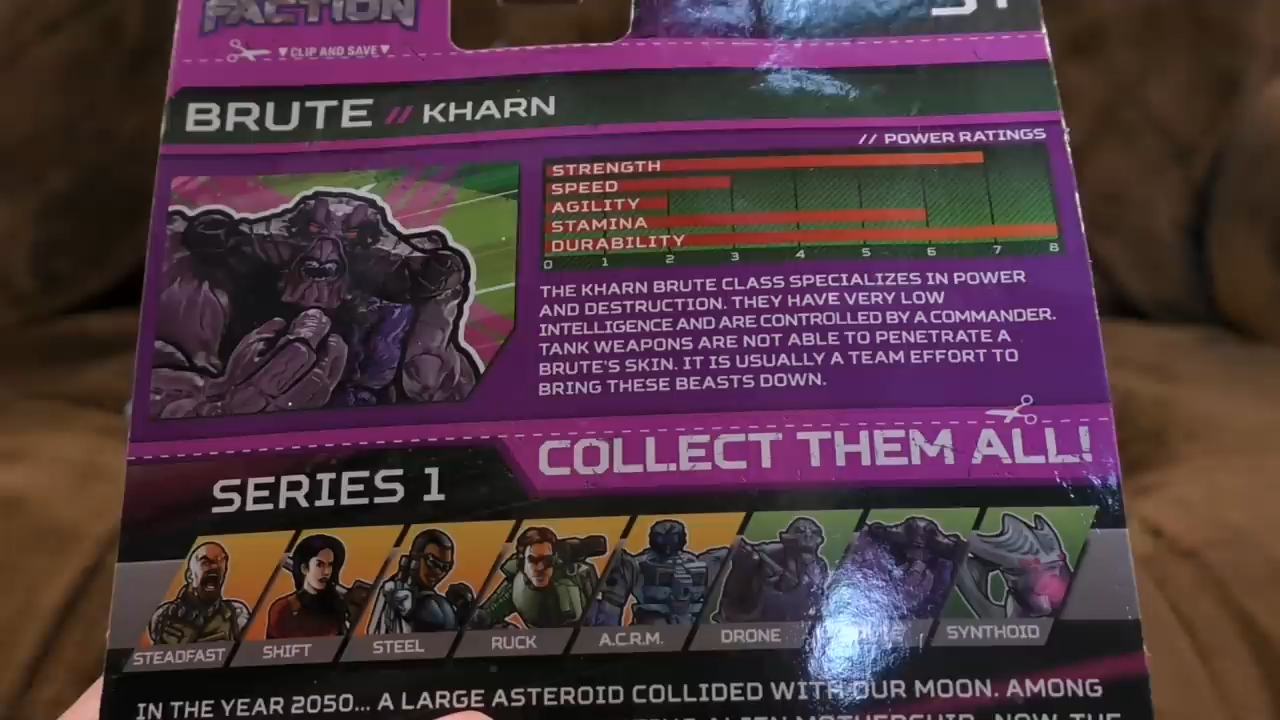 FACTION
CLIP AND SAVE
BRUTE // KHARN
// POWER RATINGS
STRENGTH
SPEED
AGILITY
STAMINA
DURABILITY
0 1 2 3 4 5 6 7 8
THE KHARN BRUTE CLASS SPECIALIZES IN POWER
AND DESTRUCTION. THEY HAVE VERY LOW
INTELLIGENCE AND ARE CONTROLLED BY A COMMANDER.
TANK WEAPONS ARE NOT ABLE TO PENETRATE A
BRUTE'S SKIN. IT IS USUALLY A TEAM EFFORT TO
BRING THESE BEASTS DOWN.
COLLECT THEM ALL!
SERIES 1
STEADFAST SHIFT STEEL RUCK A.C.R.M. DRONE SYNTHOID
IN THE YEAR 2050... A LARGE ASTEROID COLLIDED WITH OUR MOON. AMONG
ALIEN MOTHERSHIP. NOW, THE